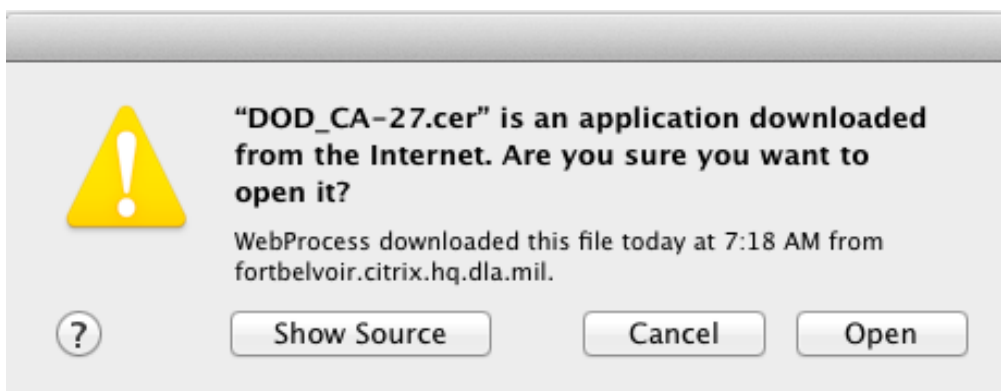 “DOD_CA-27.cer” is an application downloaded
from the Internet. Are you sure you want to
open it?
WebProcess downloaded this file today at 7:18 AM from
fortbelvoir.citrix.hq.dla.mil.
? Show Source Cancel Open